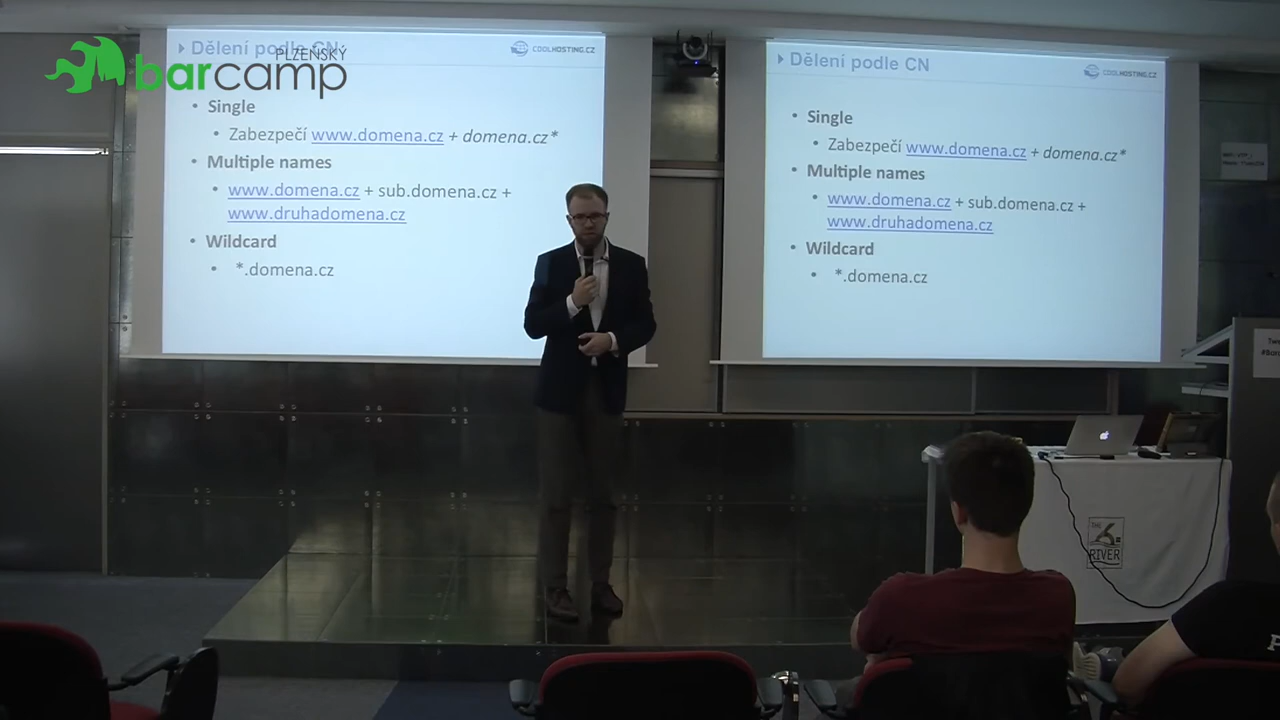 PLZEŇSKÝ
barcamp
Dělení podle CN
COOLHOSTING.CZ
Single
Zabezpečí www.domena.cz + domena.cz*
Multiple names
www.domena.cz + sub.domena.cz +
www.druhadomena.cz
Wildcard
*.domena.cz
Dělení podle CN
COOLHOSTING.CZ
Single
Zabezpečí www.domena.cz + domena.cz*
Multiple names
www.domena.cz + sub.domena.cz +
www.druhadomena.cz
Wildcard
*.domena.cz
THE
RIVER